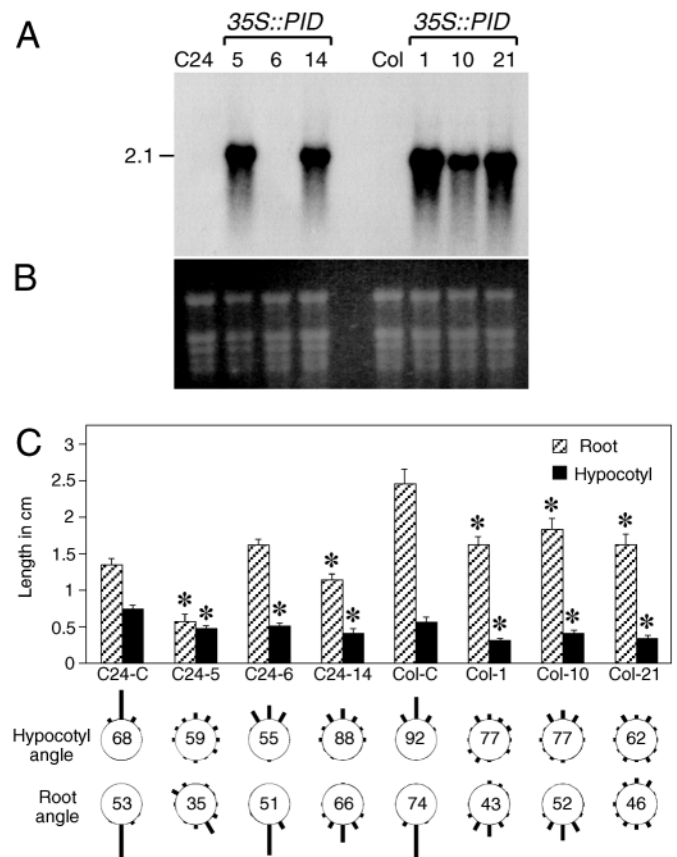 A
35S::PID 35S::PID
C24 5 6 14 Col 1 10 21
2.1
B
C
3
2.5
2
1.5
1
0.5
0
Length in cm
Root
Hypocotyl
* * * * * * * * * * *
C24-C C24-5 C24-6 C24-14 Col-C Col-1 Col-10 Col-21
Hypocotyl angle 68 59 55 88 92 77 77 62
Root angle 53 35 51 66 74 43 52 46